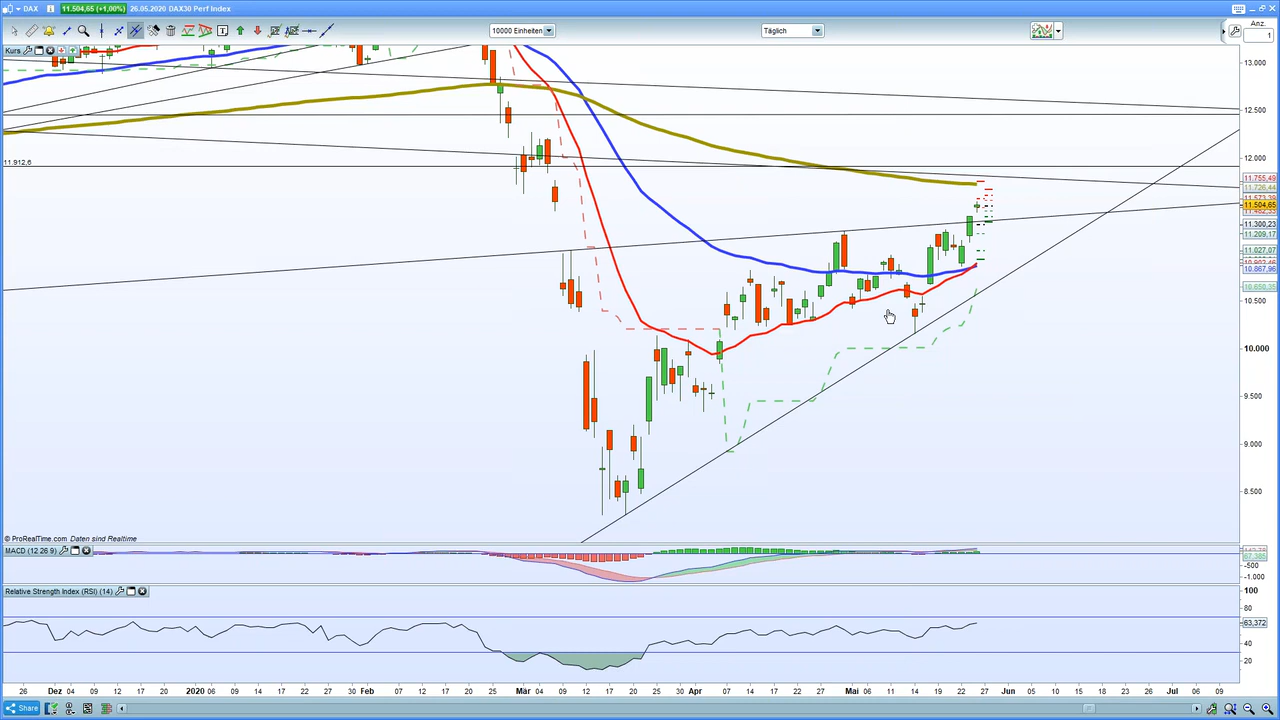 DAX 11.504,65 (+1,00%) 26.05.2020 DAX30 Perf Index
10000 Einheiten
Täglich
Anz.
1
Kurs
13.000
12.500
12.000
11.912,6
11.755,49
11.726,44
11.504,65
11.300,23
11.209,17
11.027,07
10.867,96
10.658,35
10.500
10.000
9.500
9.000
8.500
© ProRealTime.com Daten sind Realtime
MACD (12 26 9)
67,385
-500
-1.000
Relative Strength Index (RSI) (14)
100
80
63,372
40
20
26 Dez 04 09 12 17 23 30 2020 06 09 14 17 22 27 30 Feb 07 12 17 20 25 Mär 04 09 12 17 20 25 30 Apr 07 14 17 22 27 Mai 06 11 14 19 22 27 Jun 04 09 12 15 18 23 26 Jul 06 09
Share